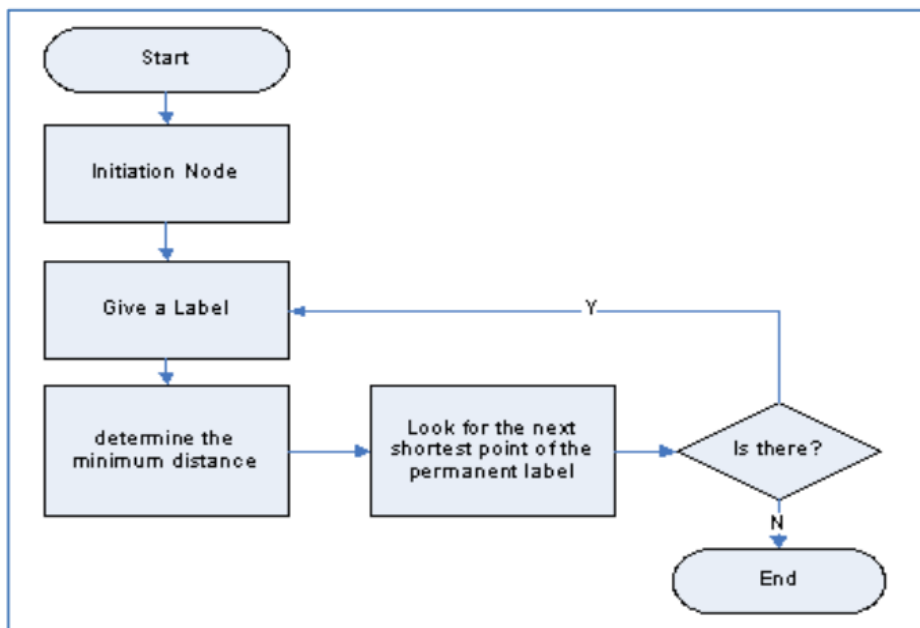 Start
Initiation Node
Give a Label
Y
determine the
minimum distance
Look for the next
shortest point of the
permanent label
Is there?
N
End